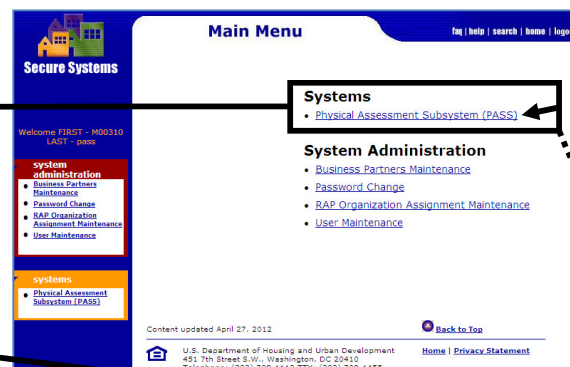 Main Menu
faq | help | search | home | logo
Secure Systems
Welcome FIRST - M00310
LAST - pass
system
administration
Business Partners
Maintenance
Password Change
RAP Organization
Assignment Maintenance
User Maintenance
systems
Physical Assessment
Subsystem (PASS)
Systems
• Physical Assessment Subsystem (PASS)
System Administration
• Business Partners Maintenance
• Password Change
• RAP Organization Assignment Maintenance
• User Maintenance
Content updated April 27, 2012
Back to Top
U.S. Department of Housing and Urban Development
451 7th Street S.W., Washington, DC 20410
Home | Privacy Statement